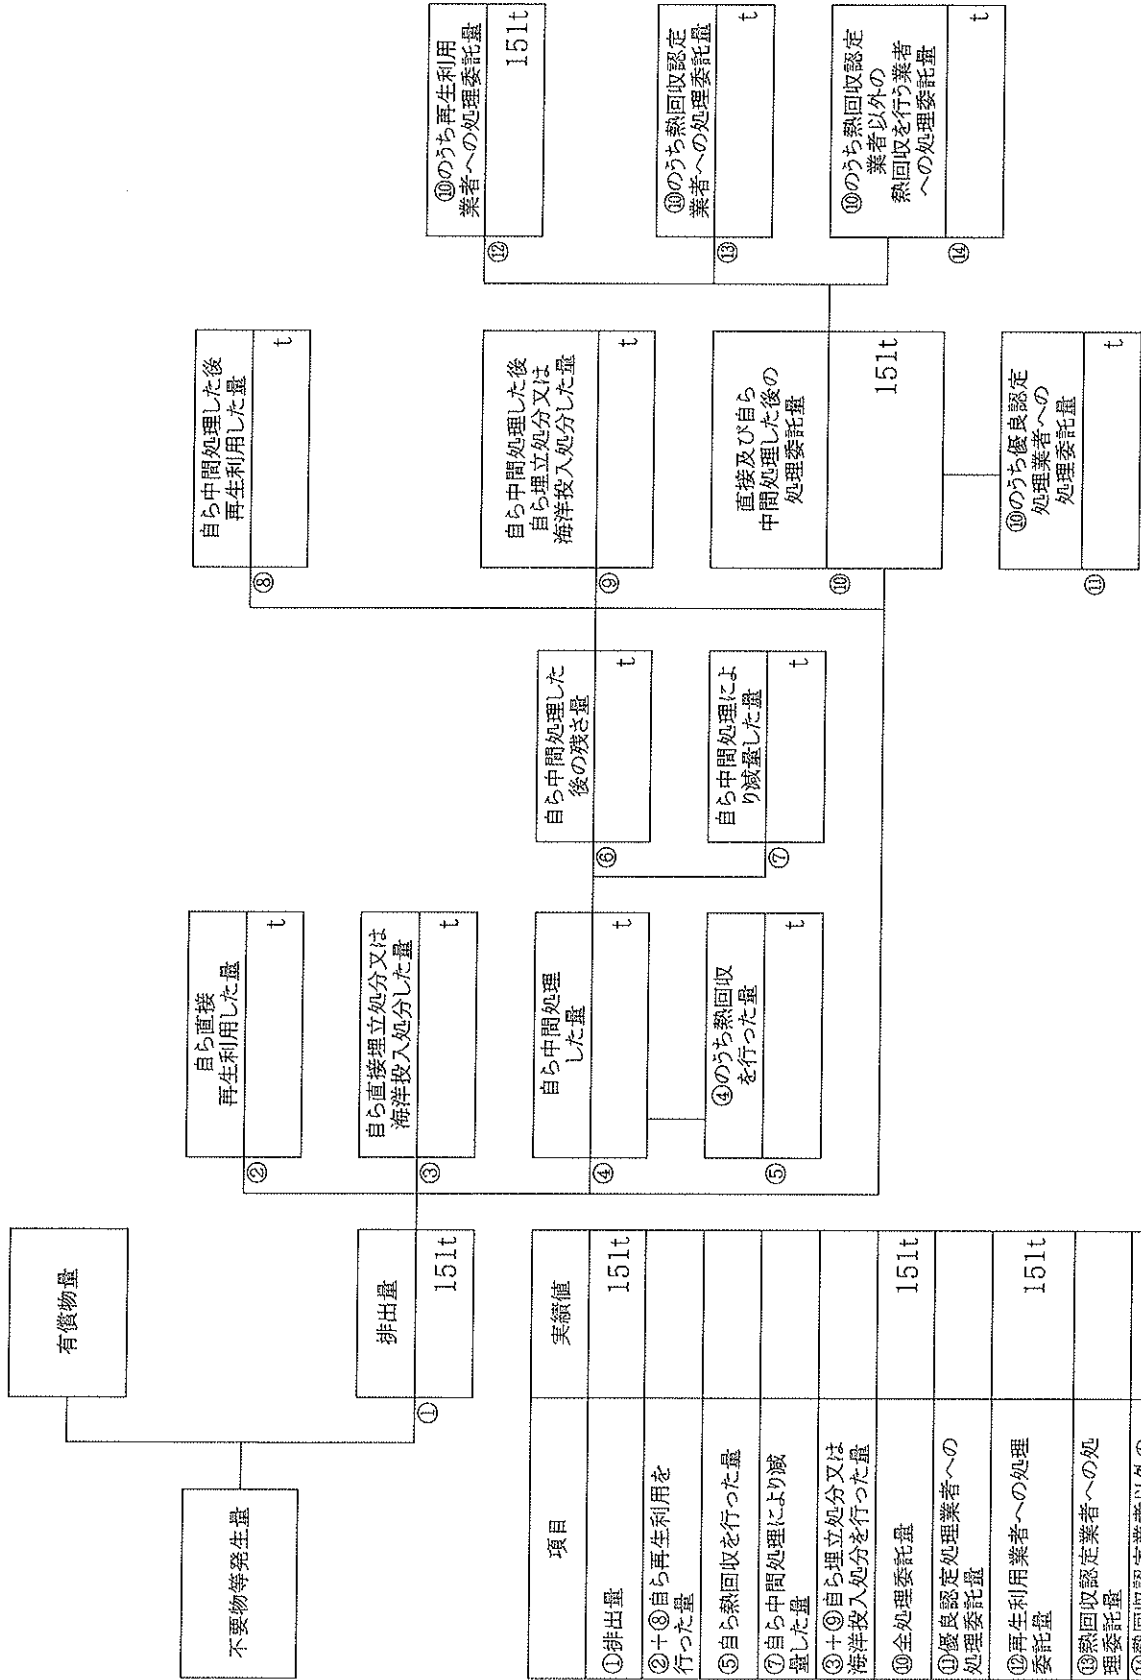 不要物等発生量
有償物量
排出量
①
151t
②
自ら直接
再生利用した量
t
③
自ら直接埋立処分又は
海洋投入処分した量
t
④
自ら中間処理
した量
t
⑤
④のうち熱回収
を行った量
t
⑥
自ら中間処理した
後の残さ量
t
⑦
自ら中間処理によ
り減量した量
t
⑧
自ら中間処理した後
再生利用した量
t
⑨
自ら中間処理した後
自ら埋立処分又は
海洋投入処分した量
t
⑩
直接及び自ら
中間処理した後の
処理委託量
151t
⑪
⑩のうち優良認定
処理業者への
処理委託量
t
⑫
⑩のうち再生利用
業者への処理委託量
151t
⑬
⑩のうち熱回収認定
業者への処理委託量
t
⑭
⑩のうち熱回収認定
業者以外の
熱回収を行う業者
への処理委託量
t
項目
実績値
①排出量
151t
②+⑧自ら再生利用を
行った量
⑤自ら熱回収を行った量
⑦自ら中間処理により減
量した量
③+⑨自ら埋立処分又は
海洋投入処分を行った量
⑩全処理委託量
151t
⑪優良認定処理業者への
処理委託量
⑫再生利用業者への処理
委託量
151t
⑬熱回収認定業者への処
理委託量